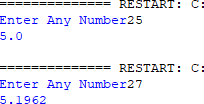 ============== RESTART: C:
Enter Any Number25
5.0
============== RESTART: C:
Enter Any Number27
5.1962